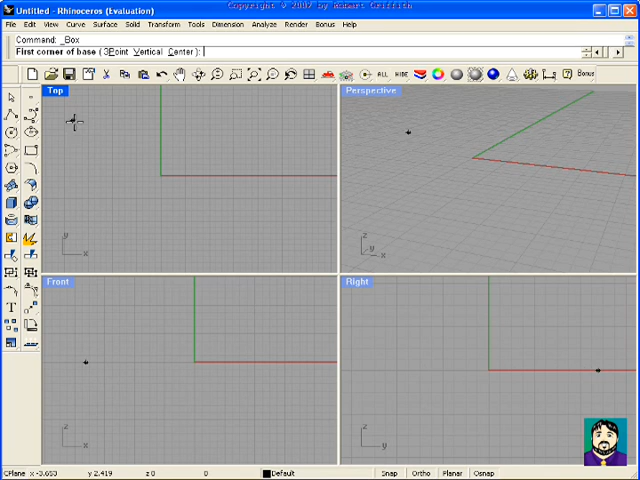 Untitled - Rhinoceros (Evaluation)
Copyright © 2007 by Robert Griffith
File Edit View Curve Surface Solid Transform Tools Dimension Analyze Render Bonus Help
Command: _Box
First corner of base (3Point Vertical Center):
ALL HIDE Bonus
Top
Perspective
y
x
z
y
x
Front
Right
z
x
z
y
T
CPlane x -3.653 y 2.419 z 0 0 Default Snap Ortho Planar Osnap